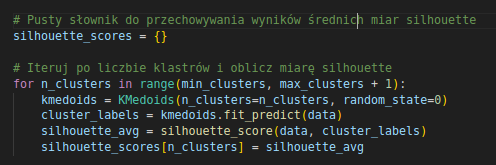 # Pusty słownik do przechowywania wyników średnich miar silhouette
silhouette_scores = {}
# Iteruj po liczbie klastrów i oblicz miarę silhouette
for n_clusters in range(min_clusters, max_clusters + 1):
    kmedoids = KMedoids(n_clusters=n_clusters, random_state=0)
    cluster_labels = kmedoids.fit_predict(data)
    silhouette_avg = silhouette_score(data, cluster_labels)
    silhouette_scores[n_clusters] = silhouette_avg